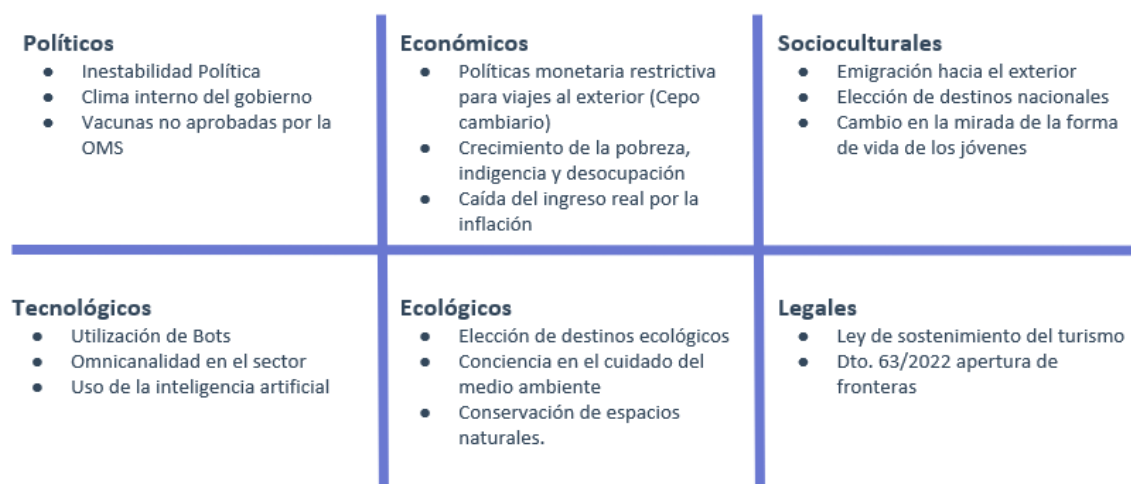 Políticos
● Inestabilidad Política
● Clima interno del gobierno
● Vacunas no aprobadas por la
OMS
Económicos
● Políticas monetaria restrictiva
para viajes al exterior (Cepo
cambiario)
● Crecimiento de la pobreza,
indigencia y desocupación
● Caída del ingreso real por la
inflación
Socioculturales
● Emigración hacia el exterior
● Elección de destinos nacionales
● Cambio en la mirada de la forma
de vida de los jóvenes
Tecnológicos
● Utilización de Bots
● Omnicanalidad en el sector
● Uso de la inteligencia artificial
Ecológicos
● Elección de destinos ecológicos
● Conciencia en el cuidado del
medio ambiente
● Conservación de espacios
naturales.
Legales
● Ley de sostenimiento del turismo
● Dto. 63/2022 apertura de
fronteras